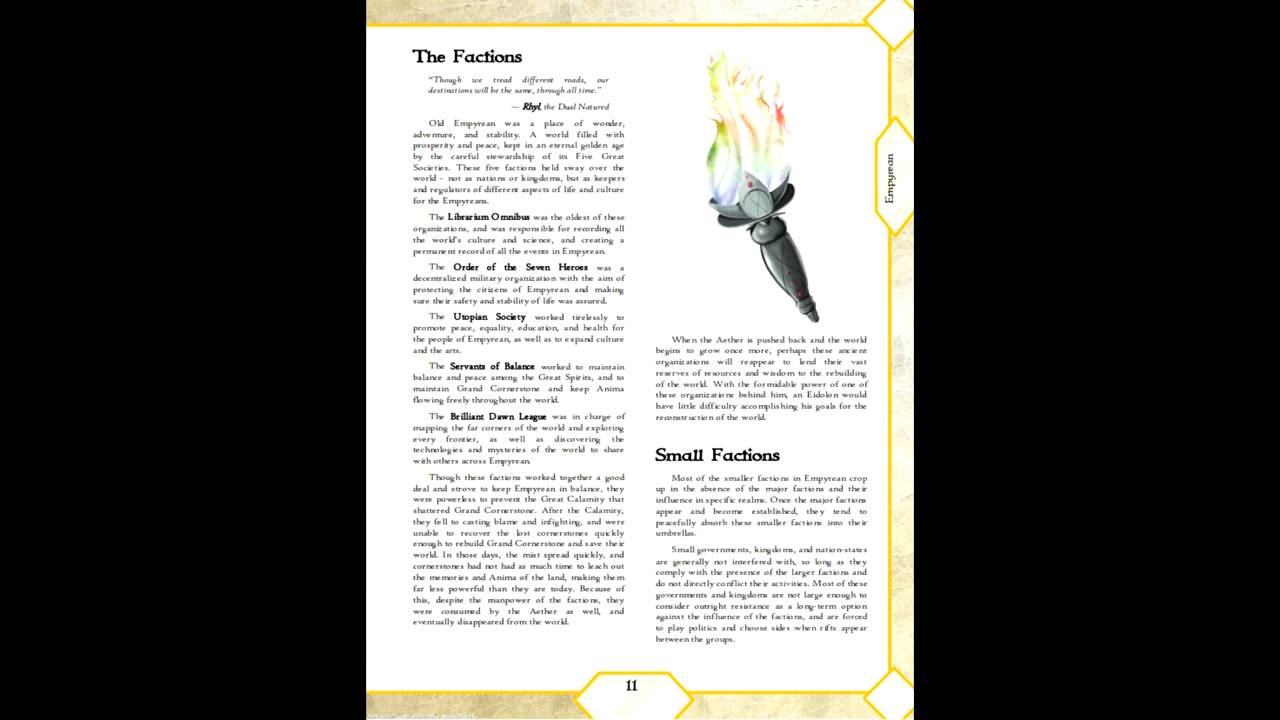 The Factions
“Though we tread different roads, our
destinations will be the same, through all time.”
— Rhyl, the Dual Natured
Old Empyrean was a place of wonder,
adventure, and stability. A world filled with
prosperity and peace, kept in an eternal golden age
by the careful stewardship of its Five Great
Societies. These five factions held sway over the
world – not as nations or kingdoms, but as keepers
and regulators of different aspects of life and culture
for the Empyreans.
The Librarium Omnibus was the oldest of these
organizations, and was responsible for recording all
the world's culture and science, and creating a
permanent record of all the events in Empyrean.
The Order of the Seven Heroes was a
decentralized military organization with the aim of
protecting the citizens of Empyrean and making
sure their safety and stability of life was assured.
The Utopian Society worked tirelessly to
promote peace, equality, education, and health for
the people of Empyrean, as well as to expand culture
and the arts.
The Servants of Balance worked to maintain
balance and peace among the Great Spirits, and to
maintain Grand Cornerstone and keep Anima
flowing freely throughout the world.
The Brilliant Dawn League was in charge of
mapping the far corners of the world and exploring
every frontier, as well as discovering the
technologies and mysteries of the world to share
with others across Empyrean.
Though these factions worked together a good
deal and strove to keep Empyrean in balance, they
were powerless to prevent the Great Calamity that
shattered Grand Cornerstone. After the Calamity,
they fell to casting blame and infighting, and were
unable to recover the lost cornerstones quickly
enough to rebuild Grand Cornerstone and save their
world. In those days, the mist spread quickly, and
cornerstones had not had as much time to leach out
the memories and Anima of the land, making them
far less powerful than they are today. Because of
this, despite the manpower of the factions, they
were consumed by the Aether as well, and
eventually disappeared from the world.
When the Aether is pushed back and the world
begins to grow once more, perhaps these ancient
organizations will reappear to lend their vast
reserves of resources and wisdom to the rebuilding
of the world. With the formidable power of one of
these organizations behind him, an Eidolon would
have little difficulty accomplishing his goals for the
reconstruction of the world.
Small Factions
Most of the smaller factions in Empyrean crop
up in the absence of the major factions and their
influence in specific realms. Once the major factions
appear and become established, they tend to
peacefully absorb these smaller factions into their
umbrellas.
Small governments, kingdoms, and nation-states
are generally not interfered with, so long as they
comply with the presence of the larger factions and
do not directly conflict their activities. Most of these
governments and kingdoms are not large enough to
consider outright resistance as a long-term option
against the influence of the factions, and are forced
to play politics and choose sides when rifts appear
between the groups.
Empyrean
11